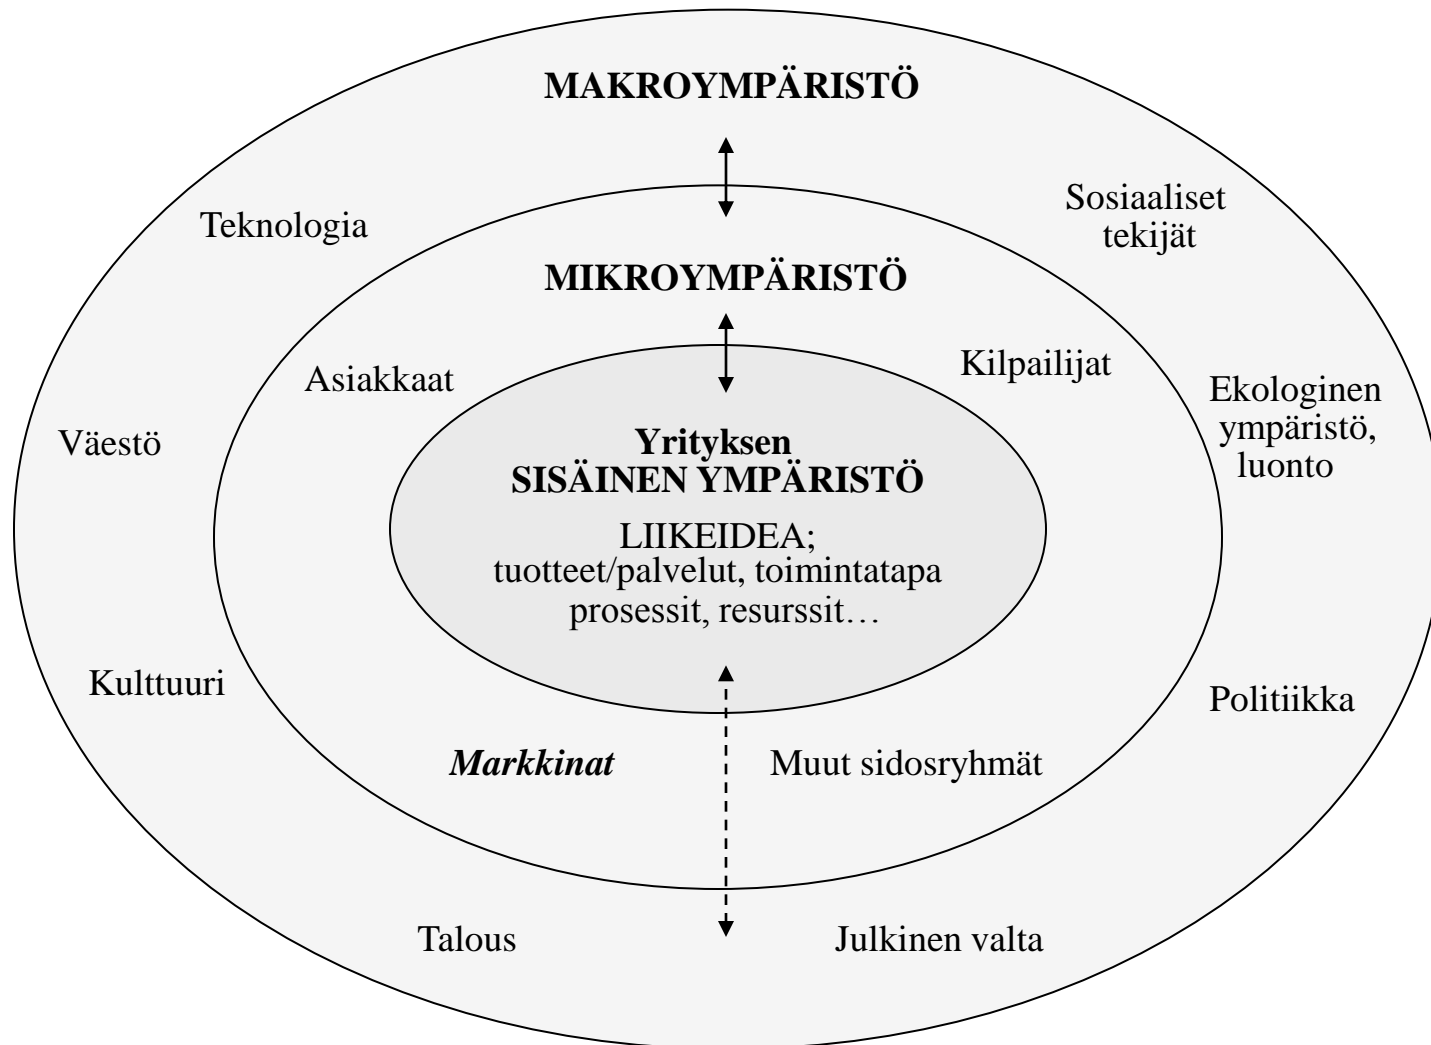 MAKROYMPÄRISTÖ
Teknologia
Sosiaaliset
tekijät
MIKROYMPÄRISTÖ
Asiakkaat
Kilpailijat
Väestö
Ekologinen
ympäristö,
luonto
Yrityksen
SISÄINEN YMPÄRISTÖ
LIIKEIDEA;
tuotteet/palvelut, toimintatapa
prosessit, resurssit…
Kulttuuri
Politiikka
Markkinat
Muut sidosryhmät
Talous
Julkinen valta